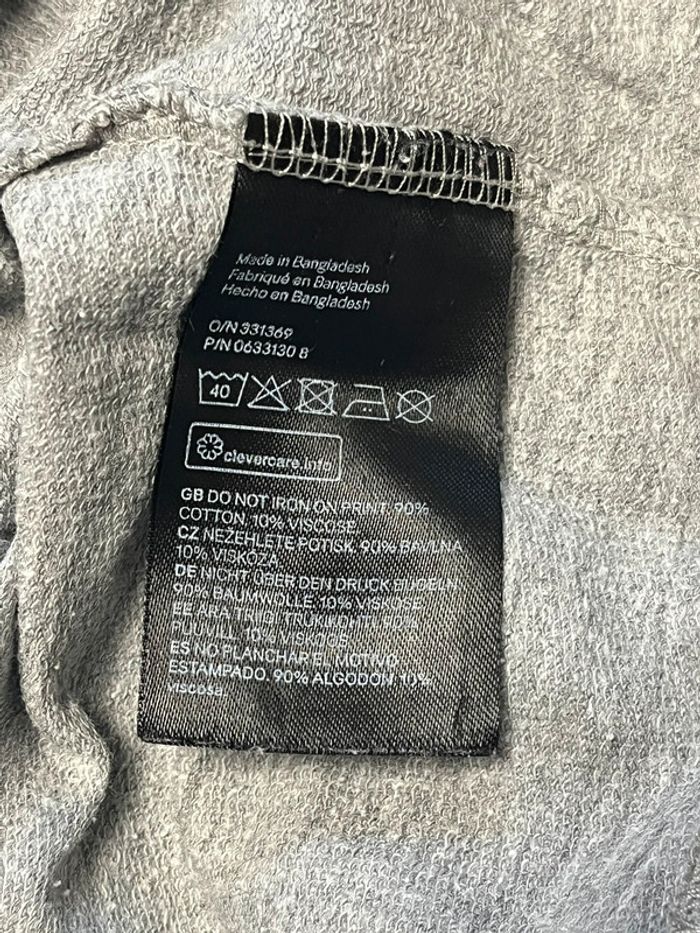 Made in Bangladesh
Fabriqué en Bangladesh
Hecho en Bangladesh
O/N 331369
P/N 0633130 8
40
clevercare.info
GB DO NOT IRON ON PRINT. 90%
COTTON. 10% VISCOSE
CZ NEŽEHLETE POTISK. 90% BAVLNA
10% VISKÓZA
DE NICHT ÜBER DEN DRUCK BÜGELN.
90% BAUMWOLLE. 10% VISKOSE
EE ÄRA TRIIGI TRÜKIKOHTI. 90%
PUUVILL. 10% VISKOOS
ES NO PLANCHAR EL MOTIVO
ESTAMPADO. 90% ALGODÓN. 10%
viscosa.